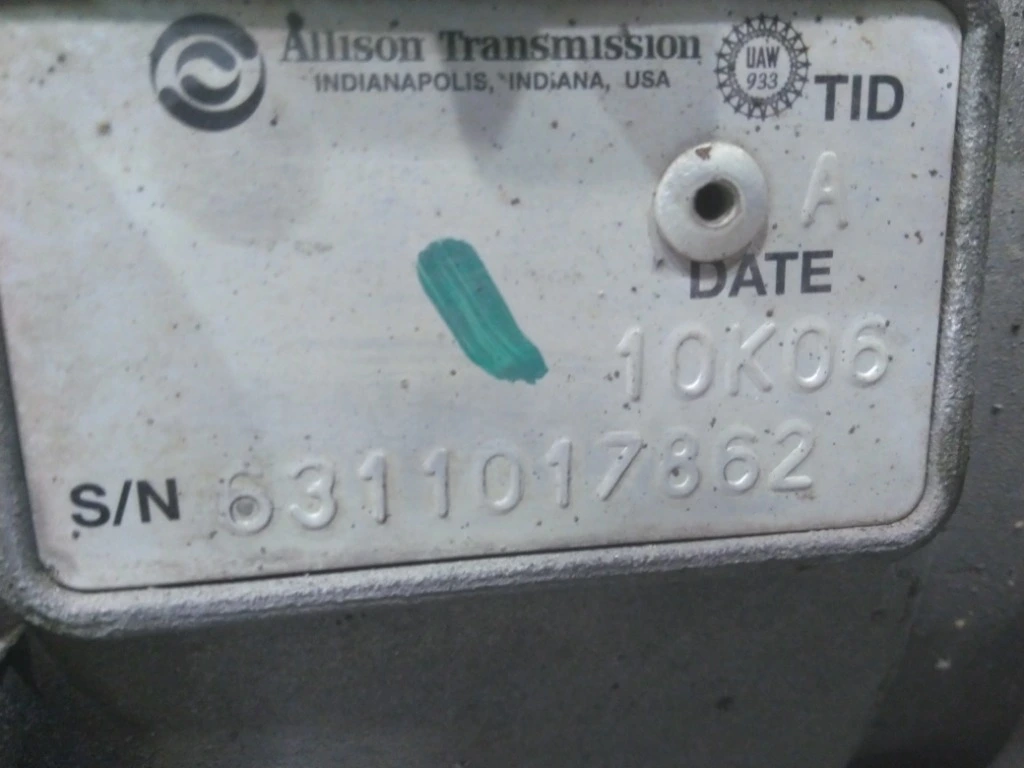 Allison Transmission
INDIANAPOLIS, INDIANA, USA
UAW
933
TID
A
DATE
10K06
S/N 6311017862